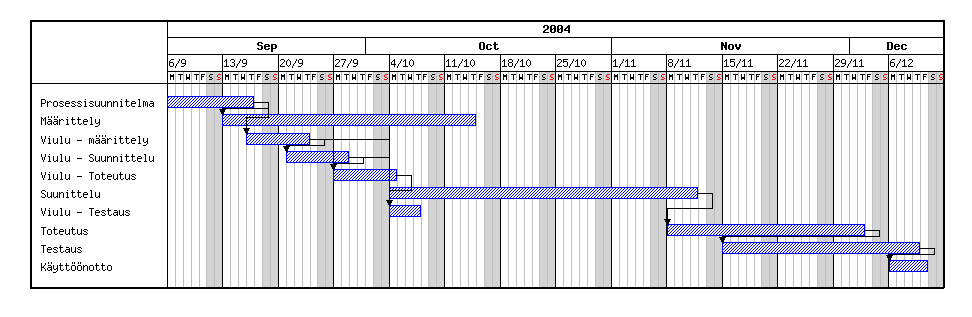 2004
Sep Oct Nov Dec
6/9 13/9 20/9 27/9 4/10 11/10 18/10 25/10 1/11 8/11 15/11 22/11 29/11 6/12
M T W T F S S M T W T F S S M T W T F S S M T W T F S S M T W T F S S M T W T F S S M T W T F S S M T W T F S S M T W T F S S M T W T F S S M T W T F S S M T W T F S S M T W T F S S M T W T F S S
Prosessisuunnitelma
Määrittely
Viulu - määrittely
Viulu - Suunnittelu
Viulu - Toteutus
Suunittelu
Viulu - Testaus
Toteutus
Testaus
Käyttöönotto